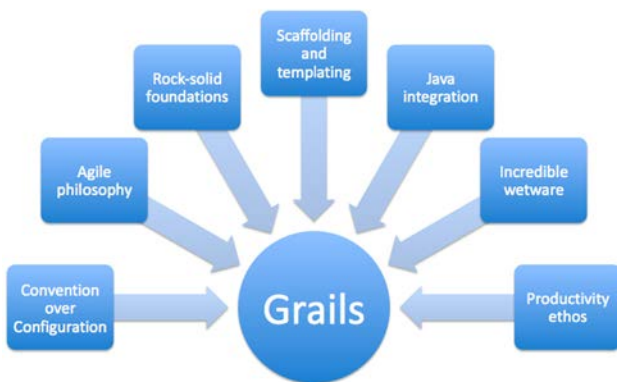 Scaffolding
and
templating
Rock-solid
foundations
Java
integration
Agile
philosophy
Incredible
wetware
Convention
over
Configuration
Grails
Productivity
ethos